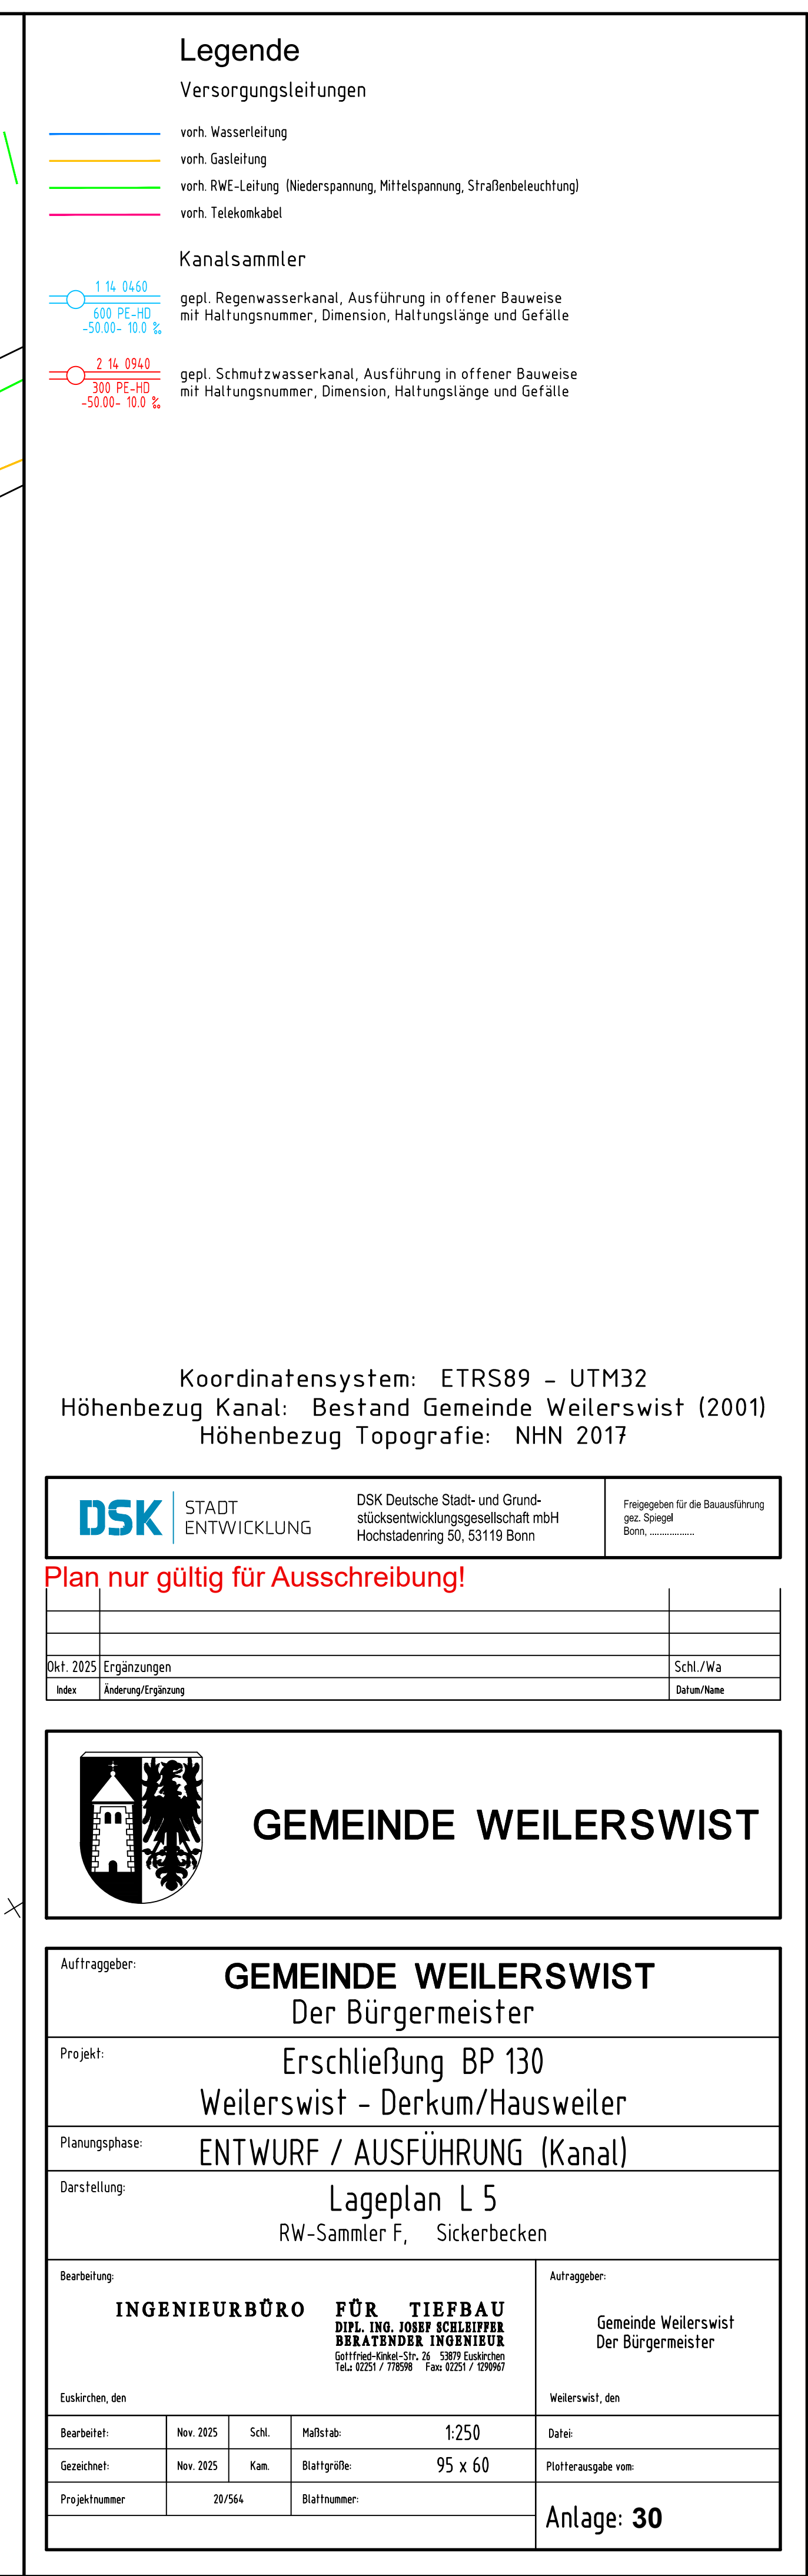 Legende
Versorgungsleitungen
vorh. Wasserleitung
vorh. Gasleitung
vorh. RWE-Leitung (Niederspannung, Mittelspannung, Straßenbeleuchtung)
vorh. Telekomkabel
Kanalsammler
1 14 0460
600 PE-HD
-50.00- 10.0 ‰
gepl. Regenwasserkanal, Ausführung in offener Bauweise
mit Haltungsnummer, Dimension, Haltungslänge und Gefälle
2 14 0940
300 PE-HD
-50.00- 10.0 ‰
gepl. Schmutzwasserkanal, Ausführung in offener Bauweise
mit Haltungsnummer, Dimension, Haltungslänge und Gefälle
Koordinatensystem: ETRS89 - UTM32
Höhenbezug Kanal: Bestand Gemeinde Weilerswist (2001)
Höhenbezug Topografie: NHN 2017
DSK STADT ENTWICKLUNG
DSK Deutsche Stadt- und Grund-
stücksentwicklungsgesellschaft mbH
Hochstadenring 50, 53119 Bonn
Freigegeben für die Bauausführung
gez. Spiegel
Bonn, ..................
Plan nur gültig für Ausschreibung!
Okt. 2025 Ergänzungen Schl./Wa
Index Änderung/Ergänzung Datum/Name
GEMEINDE WEILERSWIST
Auftraggeber: GEMEINDE WEILERSWIST
Der Bürgermeister
Projekt: Erschließung BP 130
Weilerswist - Derkum/Hausweiler
Planungsphase: ENTWURF / AUSFÜHRUNG (Kanal)
Darstellung: Lageplan L 5
RW-Sammler F, Sickerbecken
Bearbeitung:
INGENIEURBÜRO FÜR TIEFBAU
DIPL. ING. JOSEF SCHLEIFFER
BERATENDER INGENIEUR
Gottfried-Kinkel-Str. 26 53879 Euskirchen
Tel.: 02251 / 778598 Fax: 02251 / 1290967
Euskirchen, den
Autraggeber:
Gemeinde Weilerswist
Der Bürgermeister
Weilerswist, den
Bearbeitet: Nov. 2025 Schl. Maßstab: 1:250 Datei:
Gezeichnet: Nov. 2025 Kam. Blattgröße: 95 x 60 Plotterausgabe vom:
Projektnummer 20/564 Blattnummer:
Anlage: 30